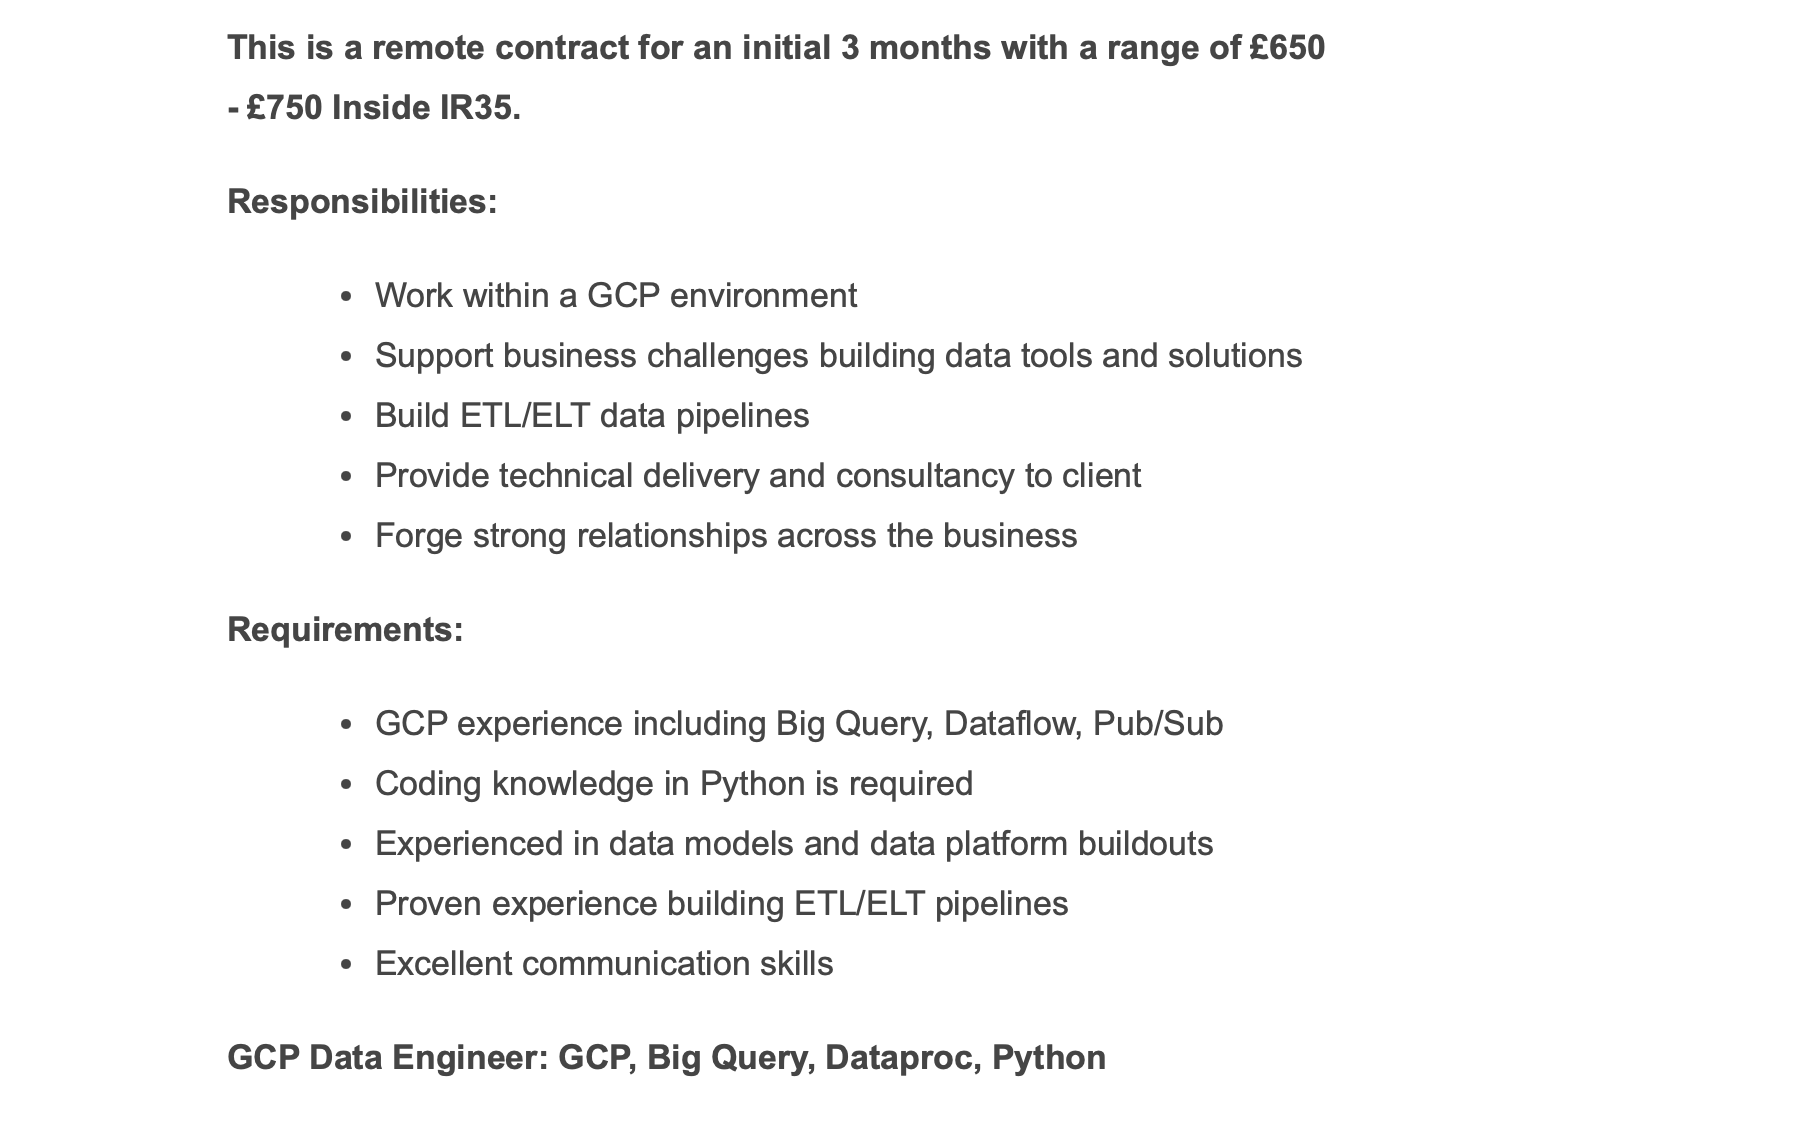 This is a remote contract for an initial 3 months with a range of £650
- £750 Inside IR35.
Responsibilities:
• Work within a GCP environment
• Support business challenges building data tools and solutions
• Build ETL/ELT data pipelines
• Provide technical delivery and consultancy to client
• Forge strong relationships across the business
Requirements:
• GCP experience including Big Query, Dataflow, Pub/Sub
• Coding knowledge in Python is required
• Experienced in data models and data platform buildouts
• Proven experience building ETL/ELT pipelines
• Excellent communication skills
GCP Data Engineer: GCP, Big Query, Dataproc, Python